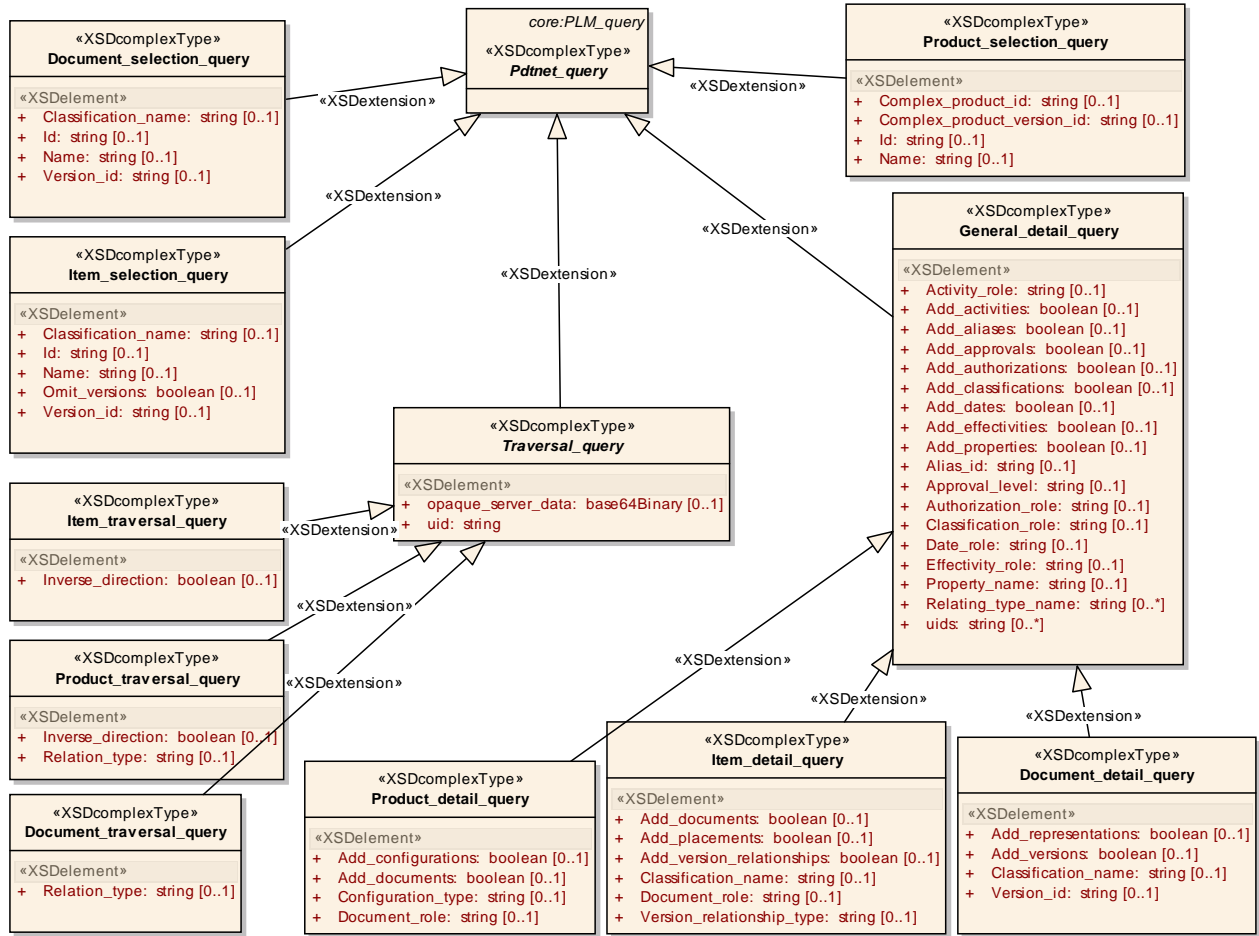 «XSDcomplexType»
Document_selection_query
«XSDelement»
+ Classification_name: string [0..1]
+ Id: string [0..1]
+ Name: string [0..1]
+ Version_id: string [0..1]
core:PLM_query
«XSDcomplexType»
Pdtnet_query
«XSDcomplexType»
Product_selection_query
«XSDelement»
+ Complex_product_id: string [0..1]
+ Complex_product_version_id: string [0..1]
+ Id: string [0..1]
+ Name: string [0..1]
«XSDextension»
«XSDextension»
«XSDextension»
«XSDextension»
«XSDextension»
«XSDcomplexType»
Item_selection_query
«XSDelement»
+ Classification_name: string [0..1]
+ Id: string [0..1]
+ Name: string [0..1]
+ Omit_versions: boolean [0..1]
+ Version_id: string [0..1]
«XSDcomplexType»
General_detail_query
«XSDelement»
+ Activity_role: string [0..1]
+ Add_activities: boolean [0..1]
+ Add_aliases: boolean [0..1]
+ Add_approvals: boolean [0..1]
+ Add_authorizations: boolean [0..1]
+ Add_classifications: boolean [0..1]
+ Add_dates: boolean [0..1]
+ Add_effectivities: boolean [0..1]
+ Add_properties: boolean [0..1]
+ Alias_id: string [0..1]
+ Approval_level: string [0..1]
+ Authorization_role: string [0..1]
+ Classification_role: string [0..1]
+ Date_role: string [0..1]
+ Effectivity_role: string [0..1]
+ Property_name: string [0..1]
+ Relating_type_name: string [0..*]
+ uids: string [0..*]
«XSDcomplexType»
Traversal_query
«XSDelement»
+ opaque_server_data: base64Binary [0..1]
+ uid: string
«XSDcomplexType»
Item_traversal_query
«XSDelement»
+ Inverse_direction: boolean [0..1]
«XSDextension»
«XSDextension»
«XSDextension»
«XSDcomplexType»
Product_traversal_query
«XSDelement»
+ Inverse_direction: boolean [0..1]
+ Relation_type: string [0..1]
«XSDcomplexType»
Document_traversal_query
«XSDelement»
+ Relation_type: string [0..1]
«XSDextension»
«XSDextension»
«XSDextension»
«XSDcomplexType»
Product_detail_query
«XSDelement»
+ Add_configurations: boolean [0..1]
+ Add_documents: boolean [0..1]
+ Configuration_type: string [0..1]
+ Document_role: string [0..1]
«XSDcomplexType»
Item_detail_query
«XSDelement»
+ Add_documents: boolean [0..1]
+ Add_placements: boolean [0..1]
+ Add_version_relationships: boolean [0..1]
+ Classification_name: string [0..1]
+ Document_role: string [0..1]
+ Version_relationship_type: string [0..1]
«XSDcomplexType»
Document_detail_query
«XSDelement»
+ Add_representations: boolean [0..1]
+ Add_versions: boolean [0..1]
+ Classification_name: string [0..1]
+ Version_id: string [0..1]